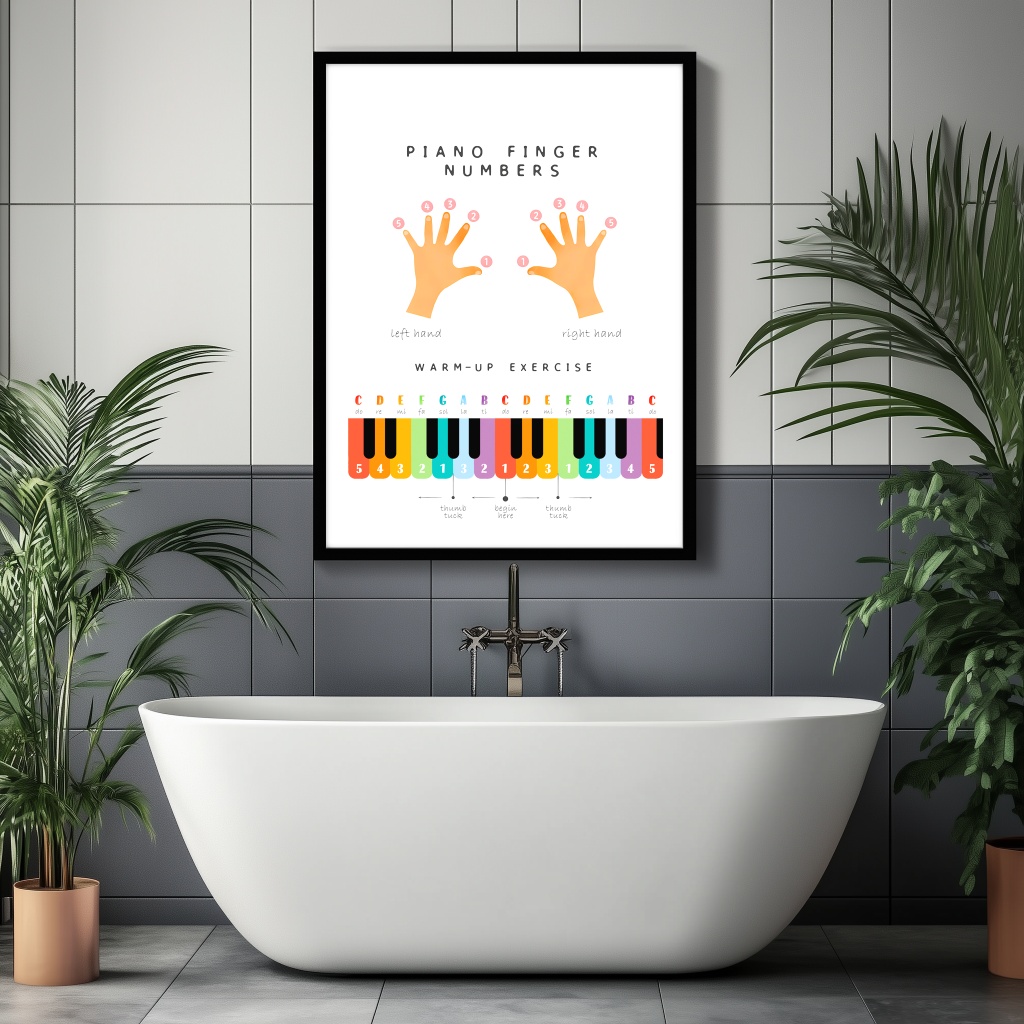 PIANO FINGER
NUMBERS
5 4 3 2 1
1 2 3 4 5
left hand
right hand
WARM-UP EXERCISE
C D E F G A B C D E F G A B C
do re mi fa sol la ti do re mi fa sol la ti do
5 4 3 2 1 3 2 1 2 3 1 2 3 4 5
thumb tuck
begin here
thumb tuck